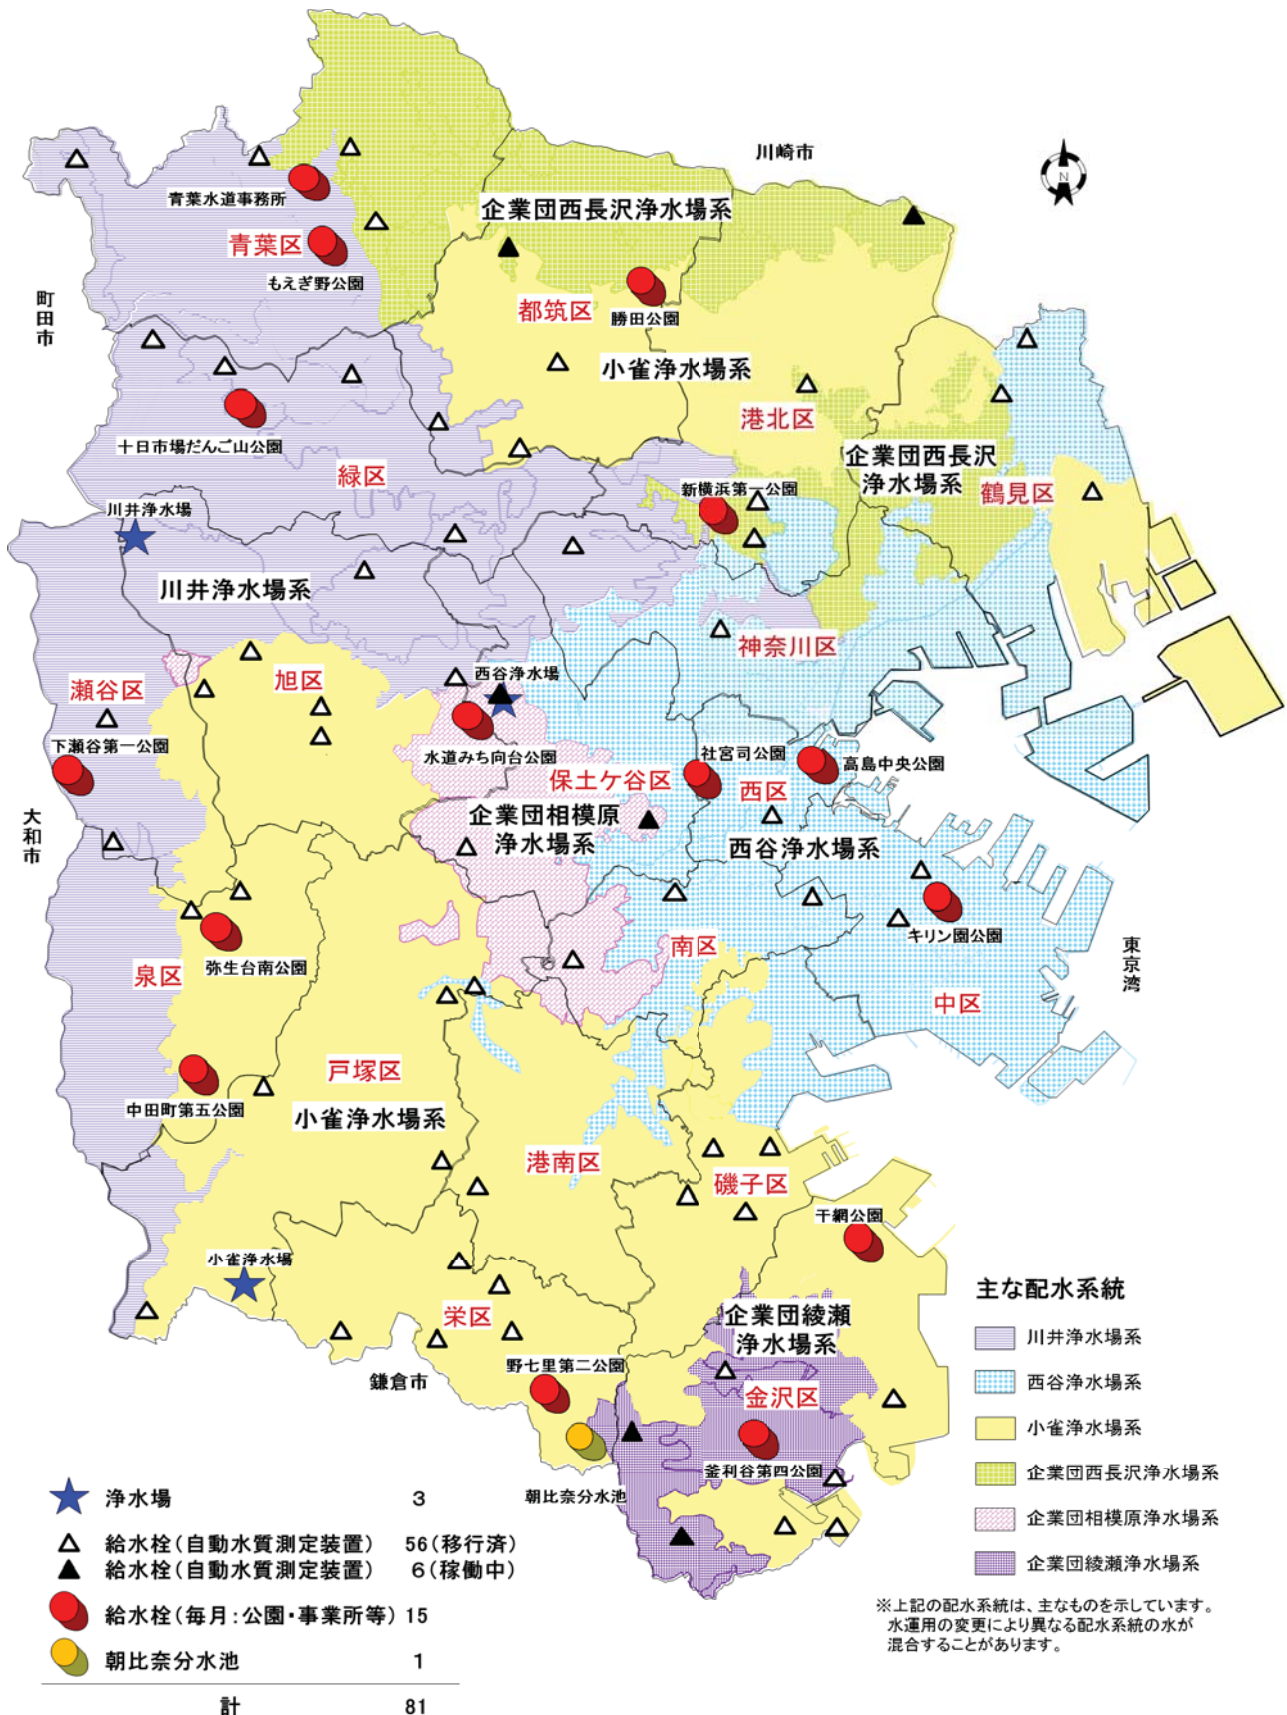 川崎市
N
青葉水道事務所
企業団西長沢浄水場系
青葉区
もえぎ野公園
町田市
都筑区
勝田公園
小雀浄水場系
港北区
十日市場だんご山公園
緑区
企業団西長沢
浄水場系
新横浜第一公園
鶴見区
川井浄水場
川井浄水場系
神奈川区
西谷浄水場
旭区
瀬谷区
下瀬谷第一公園
水道みち向台公園
社宮司公園
高島中央公園
保土ケ谷区
西区
大和市
企業団相模原
浄水場系
西谷浄水場系
キリン園公園
東京湾
南区
弥生台南公園
泉区
中区
戸塚区
中田町第五公園
小雀浄水場系
港南区
磯子区
干網公園
小雀浄水場
企業団綾瀬
浄水場系
栄区
野七里第二公園
鎌倉市
金沢区
釜利谷第四公園
朝比奈分水池
主な配水系統
川井浄水場系
西谷浄水場系
小雀浄水場系
企業団西長沢浄水場系
企業団相模原浄水場系
企業団綾瀬浄水場系
※上記の配水系統は、主なものを示しています。
水運用の変更により異なる配水系統の水が
混合することがあります。
浄水場 3
給水栓(自動水質測定装置) 56(移行済)
給水栓(自動水質測定装置) 6(稼働中)
給水栓(毎月:公園・事業所等) 15
朝比奈分水池 1
計 81